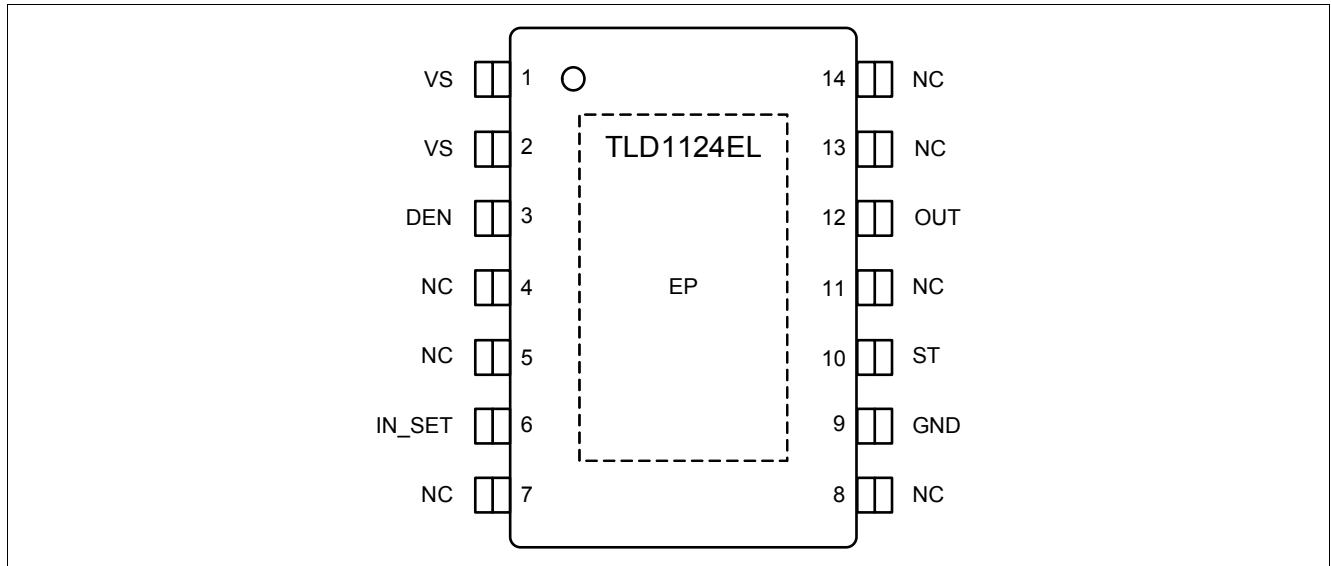 VS 1 14 NC
VS 2 TLD1124EL 13 NC
DEN 3 12 OUT
NC 4 EP 11 NC
NC 5 10 ST
IN_SET 6 9 GND
NC 7 8 NC